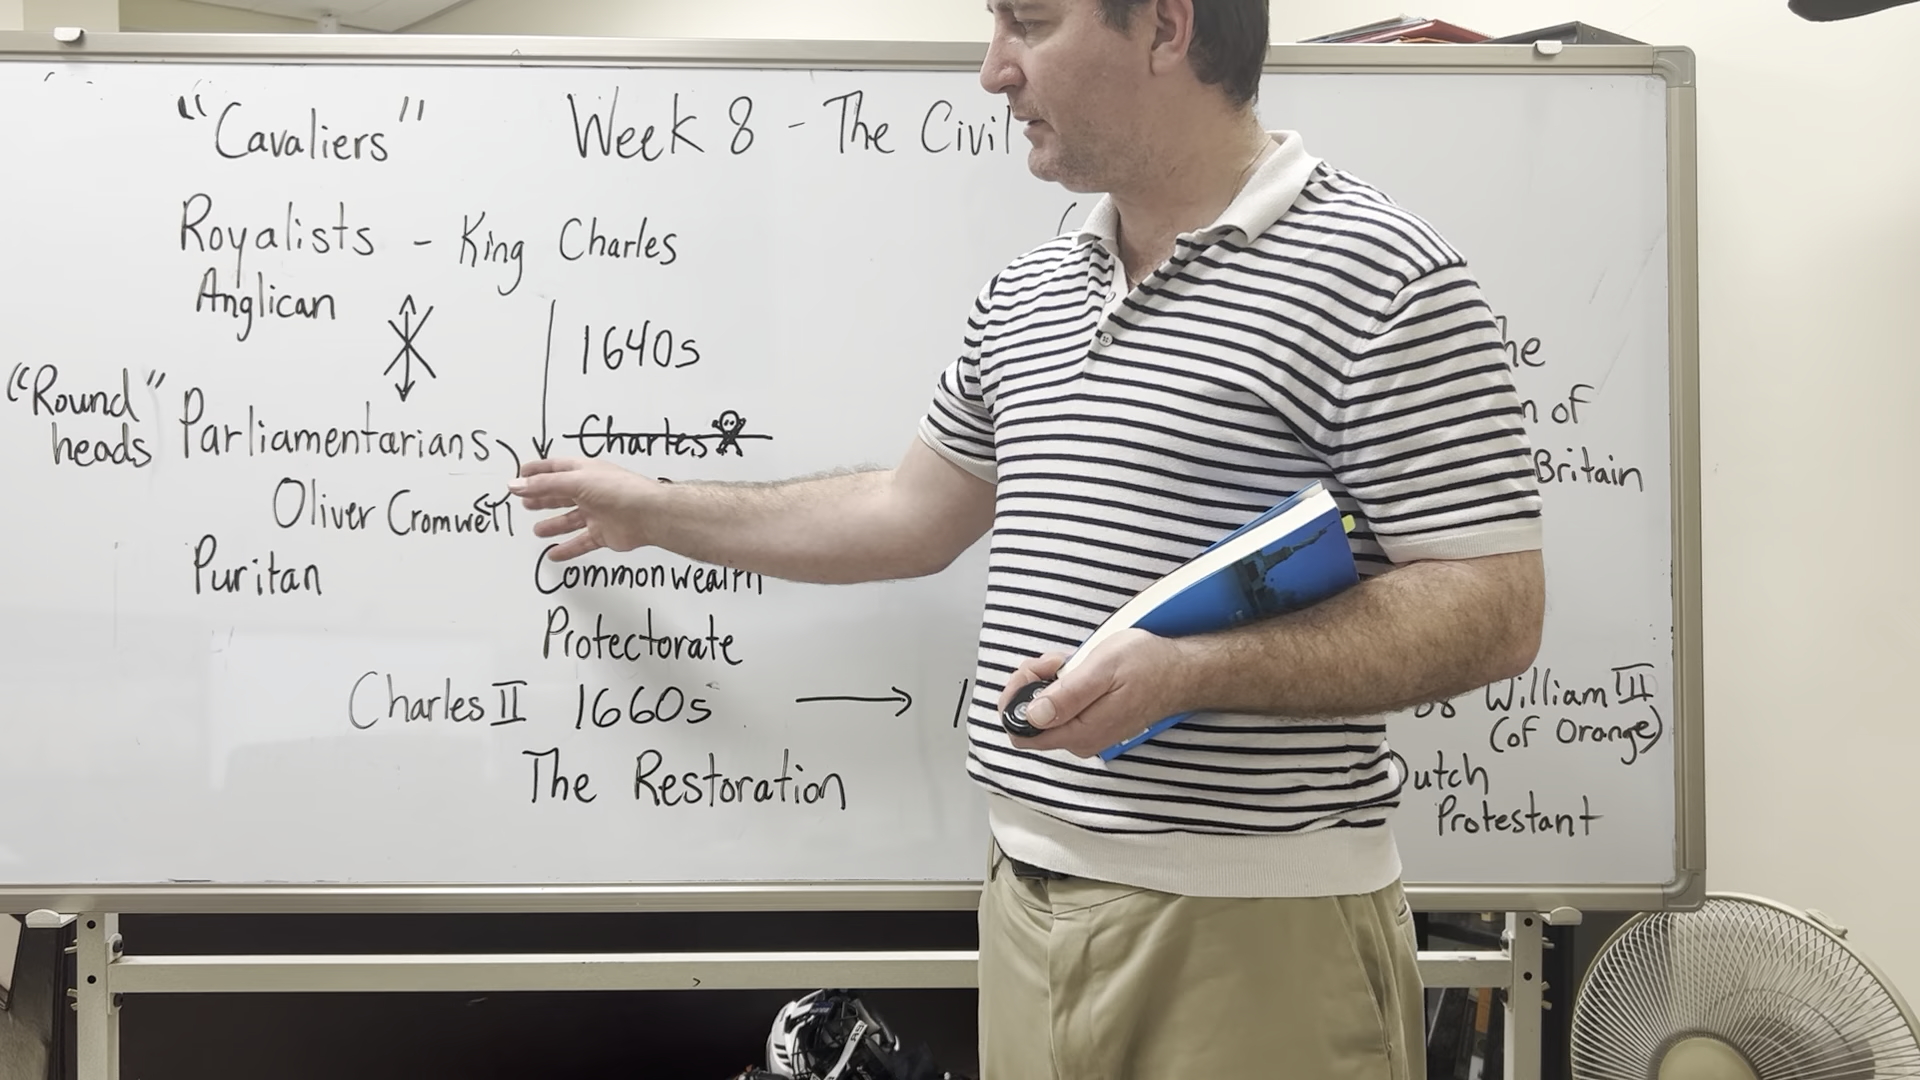 "Cavaliers"
Week 8 - The Civil
Royalists - King Charles
Anglican
1640s
"Round heads"
Parliamentarians
Charles
Oliver Cromwell
Puritan
Commonwealth
Protectorate
Charles II 1660s
The Restoration
he
n of
Britain
William III
(of Orange)
Dutch
Protestant